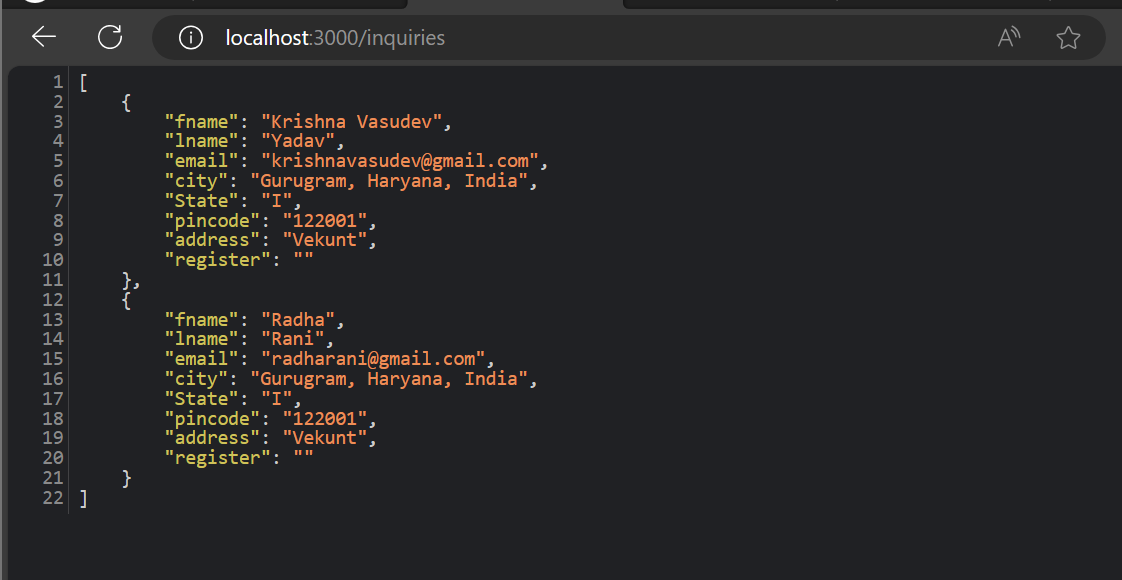 localhost:3000/inquiries
1 [
2     {
3         "fname": "Krishna Vasudev",
4         "lname": "Yadav",
5         "email": "krishnavasudev@gmail.com",
6         "city": "Gurugram, Haryana, India",
7         "State": "I",
8         "pincode": "122001",
9         "address": "Vekunt",
10         "register": ""
11     },
12     {
13         "fname": "Radha",
14         "lname": "Rani",
15         "email": "radharani@gmail.com",
16         "city": "Gurugram, Haryana, India",
17         "State": "I",
18         "pincode": "122001",
19         "address": "Vekunt",
20         "register": ""
21     }
22 ]